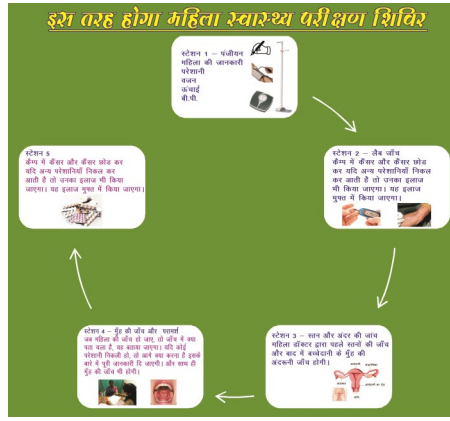 इस तरह होगा महिला स्वास्थ्य परीक्षण शिविर
स्टेशन 1 – पंजीयन
महिला की जानकारी
परेशानी
वजन
ऊंचाई
बी.पी.
स्टेशन 2 – लैब जाँच
कैम्प में कैंसर और कैंसर छोड
कर यदि अन्य परेशानियाँ निकल
कर आती है तो उनका इलाज
भी किया जाएगा। यह इलाज
मुफ्त में किया जाएगा।
स्टेशन 3 – स्तन और अंदर की जांच
महिला डॉक्टर द्वारा पहले स्तनों की जाँच
और बाद में बच्चेदानी के मुँह की
अंदरूनी जाँच होगी।
स्टेशन 4 – मुँह की जाँच और परामर्श
जब महिला की जाँच हो जाए, तो जाँच में क्या
पता चला है, यह बताया जाएगा। यदि कोई
परेशानी निकली हो, तो आगे क्या करना है इसके
बारे में पूरी जानकारी दि जाएगी। और साथ ही
मुँह की जाँच भी होगी।
स्टेशन 5
कैम्प में कैंसर और कैंसर छोड कर
यदि अन्य परेशानियाँ निकल कर
आती है तो उनका इलाज भी किया
जाएगा। यह इलाज मुफ्त में किया जाएगा।